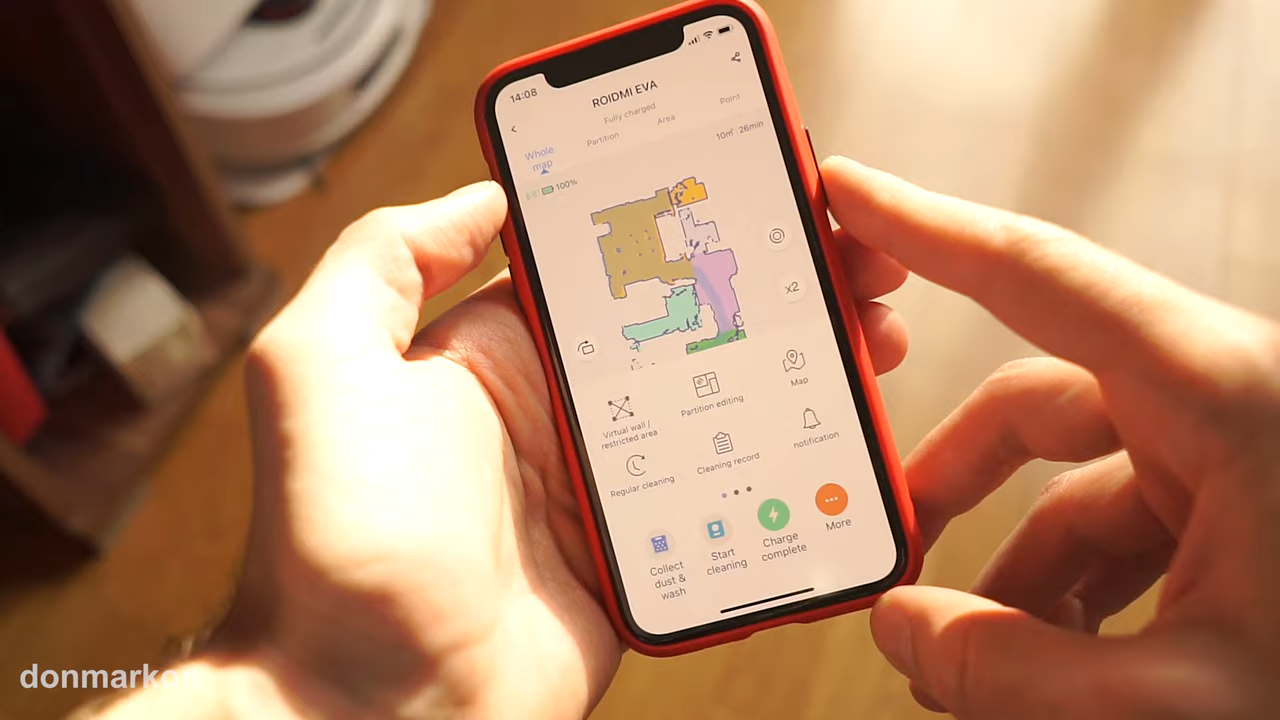 14:08
ROIDMI EVA
Fully charged
Whole
map
Partition
Area
Point
10㎡ 26min
100%
x2
Virtual wall /
restricted area
Partition editing
Map
Regular cleaning
Cleaning record
notification
Collect
dust &
wash
Start
cleaning
Charge
complete
More